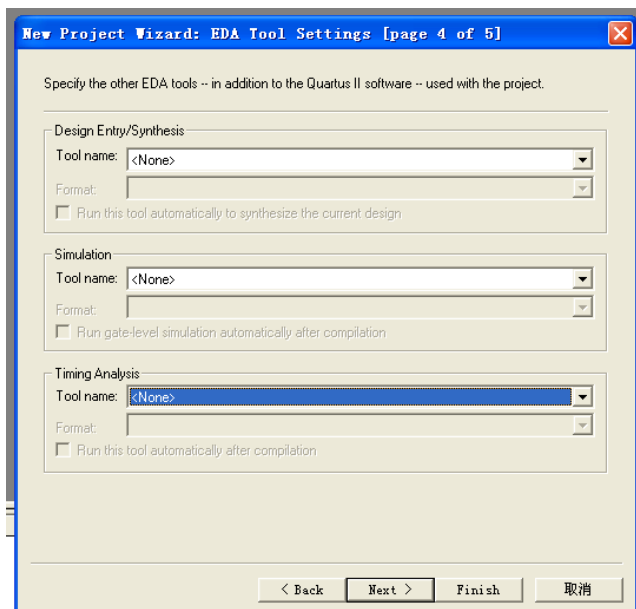 New Project Wizard: EDA Tool Settings [page 4 of 5]
Specify the other EDA tools -- in addition to the Quartus II software -- used with the project.
Design Entry/Synthesis
Tool name: <None>
Format:
Run this tool automatically to synthesize the current design
Simulation
Tool name: <None>
Format:
Run gate-level simulation automatically after compilation
Timing Analysis
Tool name: <None>
Format:
Run this tool automatically after compilation
< Back Next > Finish 取消